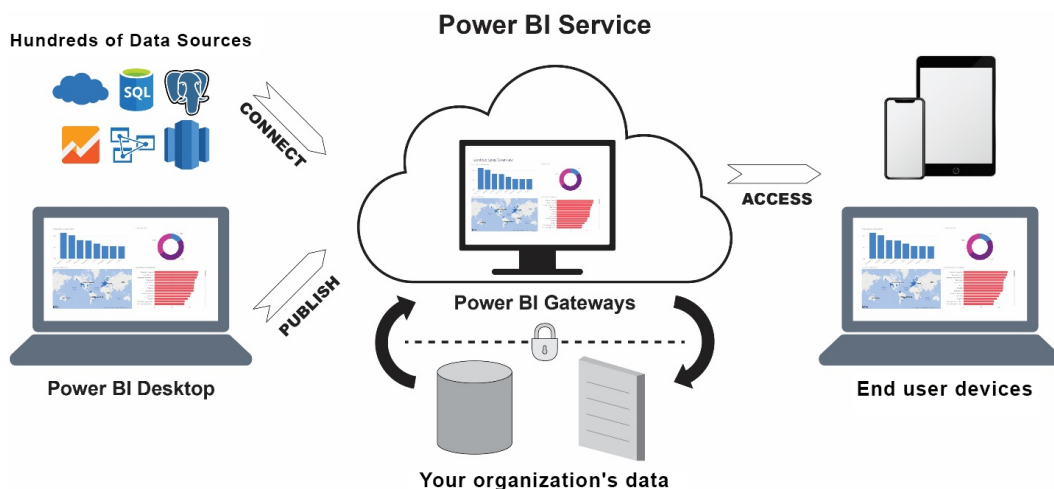 Power BI Service
Hundreds of Data Sources
SQL
CONNECT
ACCESS
PUBLISH
Power BI Gateways
Power BI Desktop
End user devices
Your organization's data